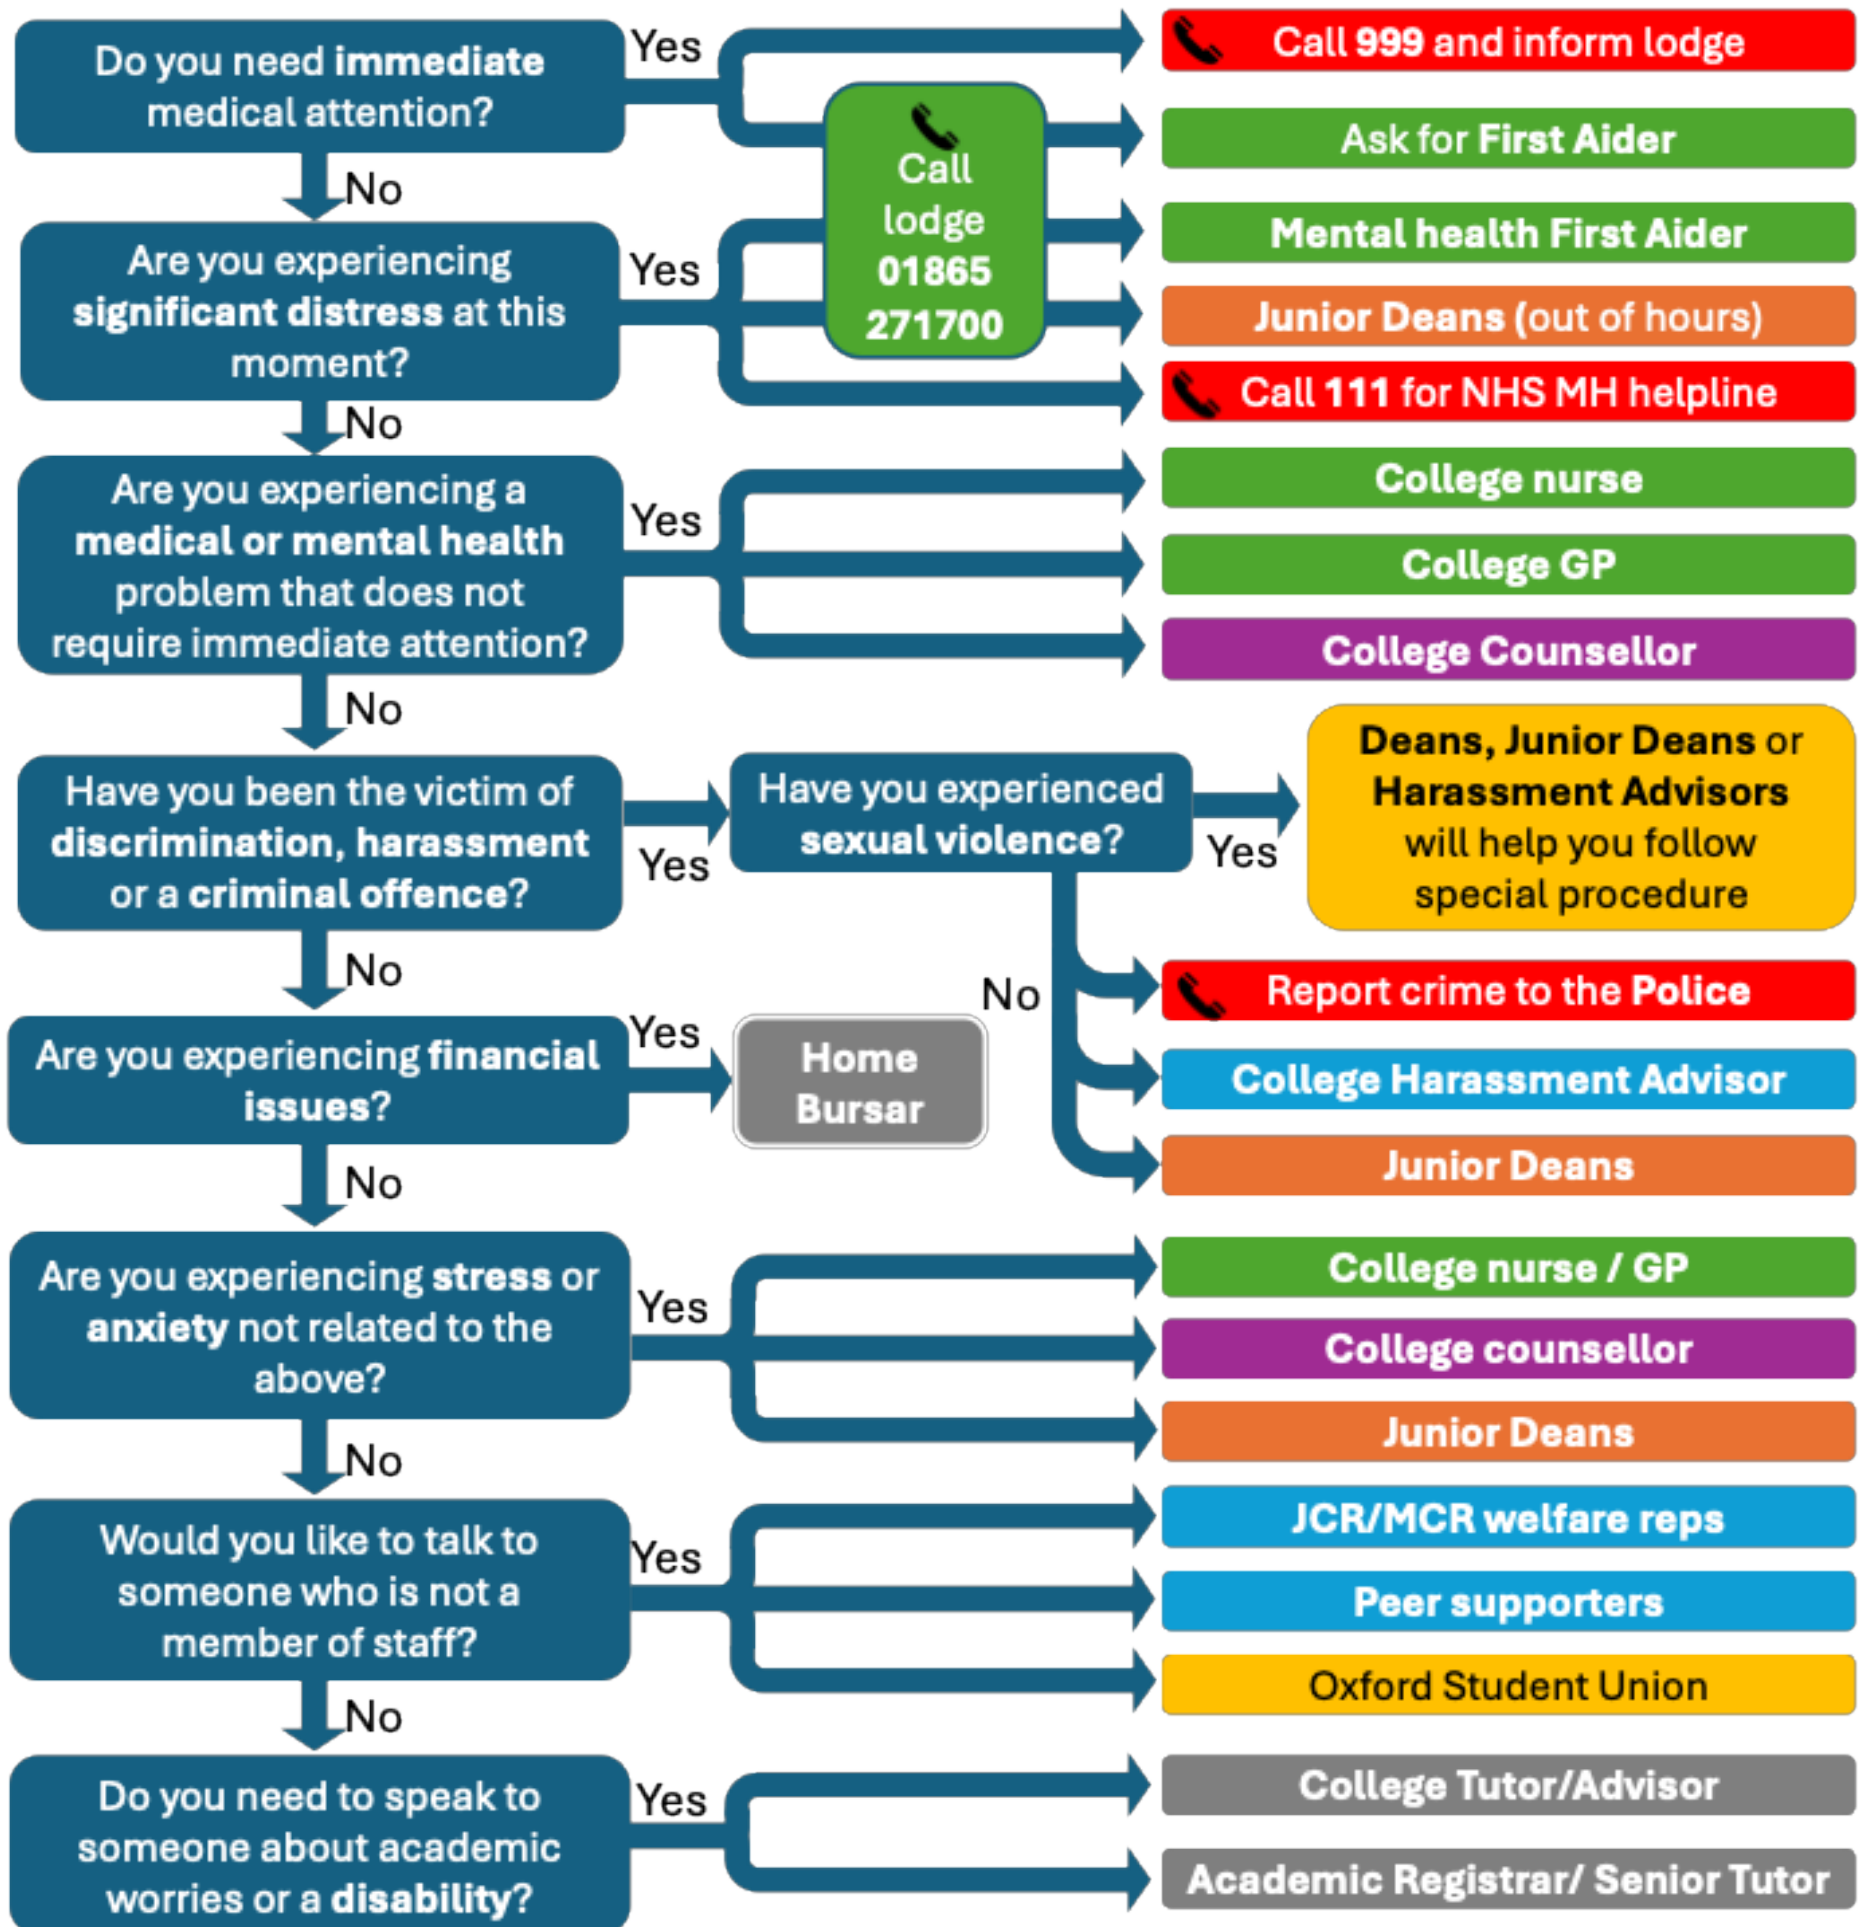 Do you need immediate
medical attention?
Yes
Call 999 and inform lodge
Ask for First Aider
Call
lodge
01865
271700
No
Are you experiencing
significant distress at this
moment?
Yes
Mental health First Aider
Junior Deans (out of hours)
Call 111 for NHS MH helpline
No
Are you experiencing a
medical or mental health
problem that does not
require immediate attention?
Yes
College nurse
College GP
College Counsellor
No
Have you been the victim of
discrimination, harassment
or a criminal offence?
Yes
Have you experienced
sexual violence?
Yes
Deans, Junior Deans or
Harassment Advisors
will help you follow
special procedure
No
Report crime to the Police
College Harassment Advisor
Junior Deans
No
Are you experiencing financial
issues?
Yes
Home
Bursar
No
Are you experiencing stress or
anxiety not related to the
above?
Yes
College nurse / GP
College counsellor
Junior Deans
No
Would you like to talk to
someone who is not a
member of staff?
Yes
JCR/MCR welfare reps
Peer supporters
Oxford Student Union
No
Do you need to speak to
someone about academic
worries or a disability?
Yes
College Tutor/Advisor
Academic Registrar/ Senior Tutor